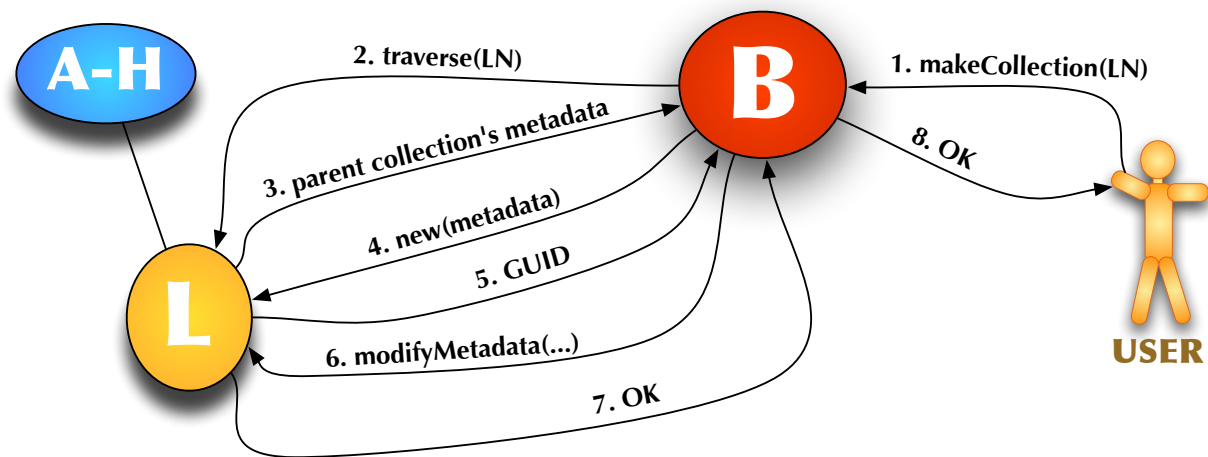 A-H
B
L
1. makeCollection(LN)
2. traverse(LN)
3. parent collection's metadata
4. new(metadata)
5. GUID
6. modifyMetadata(...)
7. OK
8. OK
USER